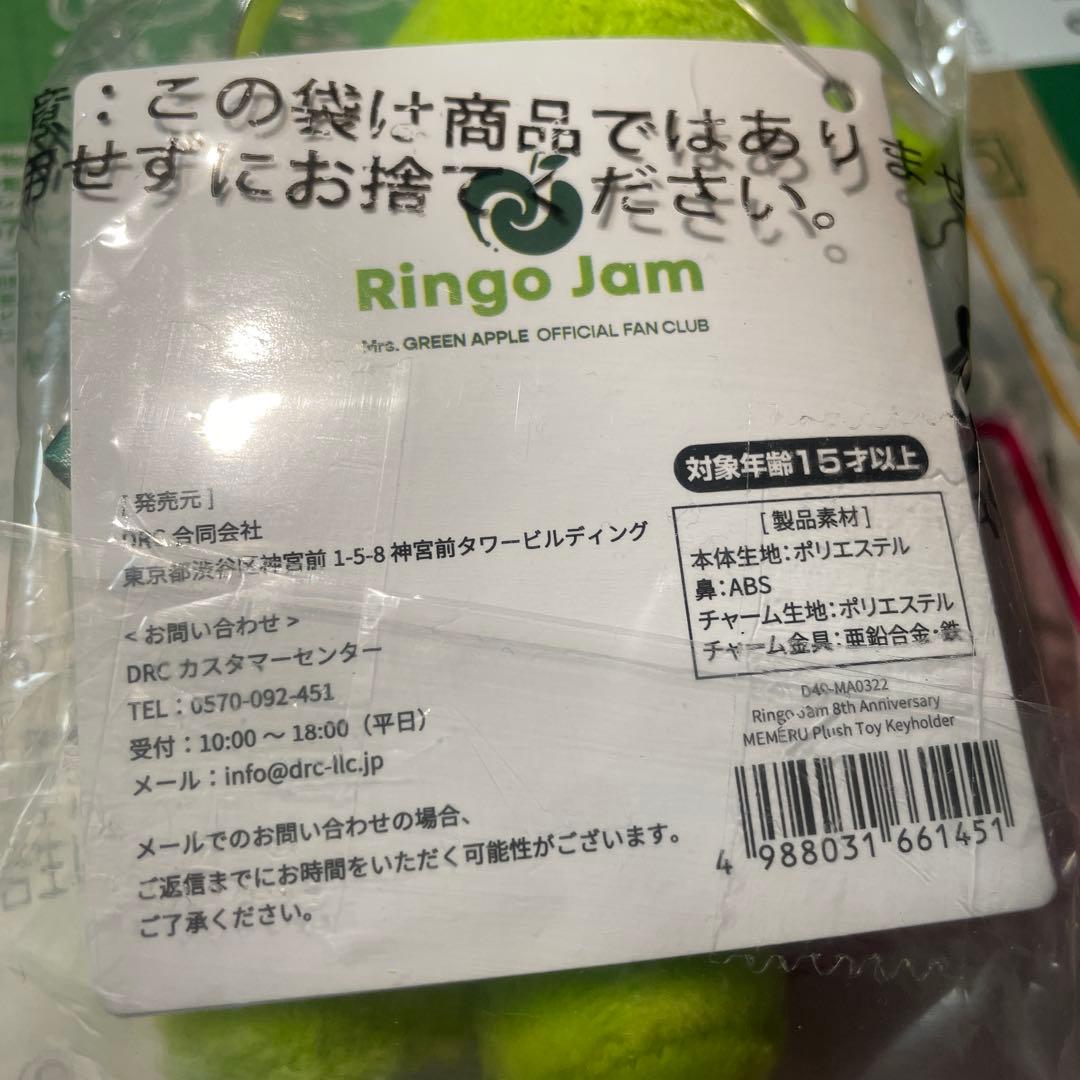 意：この袋は商品ではありませ
せずにお捨てください。
Ringo Jam
Mrs. GREEN APPLE OFFICIAL FAN CLUB
対象年齢15才以上
[発売元]
DRC 合同会社
東京都渋谷区神宮前 1-5-8 神宮前タワービルディング
<お問い合わせ>
DRC カスタマーセンター
TEL：0570-092-451
受付：10:00 〜 18:00（平日）
メール：info@drc-llc.jp
メールでのお問い合わせの場合、
ご返信までにお時間をいただく可能性がございます。
ご了承ください。
[製品素材]
本体生地：ポリエステル
鼻：ABS
チャーム生地：ポリエステル
チャーム金具：亜鉛合金・鉄
D40-MA0322
Ringo Jam 8th Anniversary
MEMERU Plush Toy Keyholder
4 988031 661451